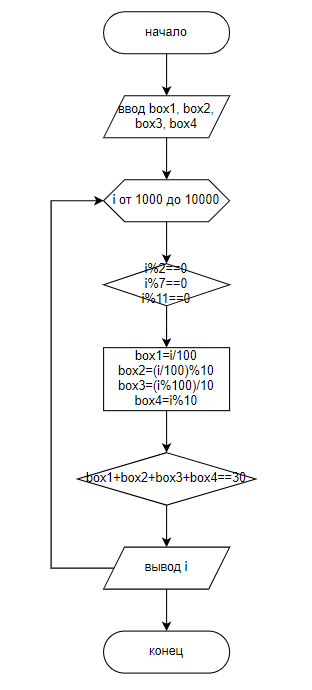 начало
ввод box1, box2,
box3, box4
i от 1000 до 10000
i%2==0
i%7==0
i%11==0
box1=i/100
box2=(i/100)%10
box3=(i%100)/10
box4=i%10
box1+box2+box3+box4==30
вывод i
конец